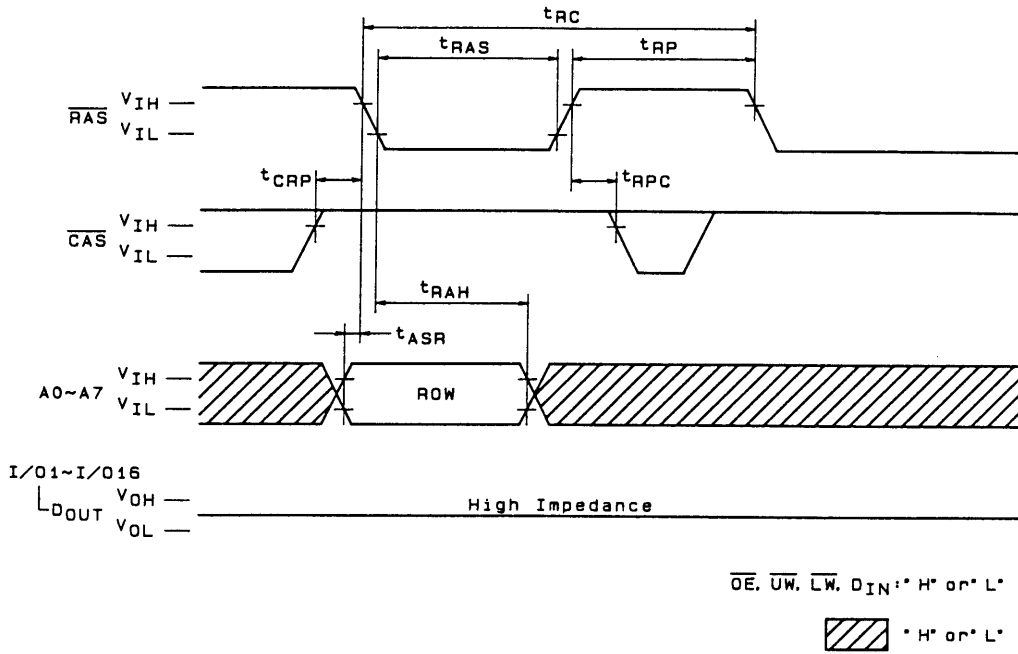 tRC
tRAS
tRP
RAS
VIH
VIL
tCRP
tRPC
CAS
VIH
VIL
tRAH
tASR
A0~A7
VIH
VIL
ROW
I/O1~I/O16
DOUT
VOH
VOL
High Impedance
OE, UW, LW, DIN: "H" or "L"
"H" or "L"